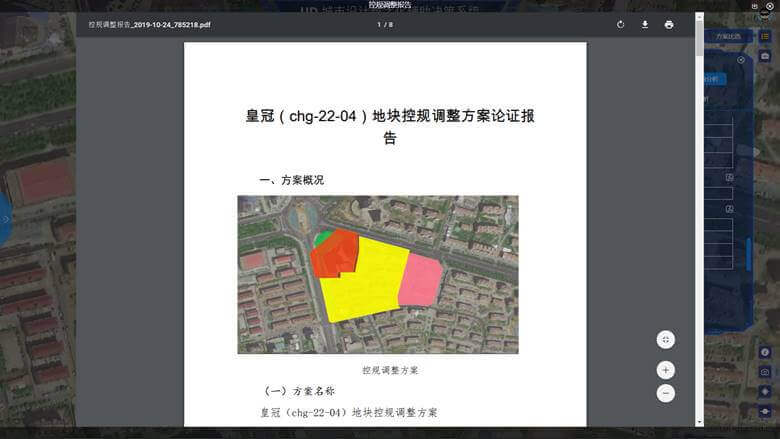 控规调整报告
控规调整报告_2019-10-24_785218.pdf
1 / 8
方案比选
皇冠（chg-22-04）地块控规调整方案论证报
告
一、方案概况
控规调整方案
（一）方案名称
皇冠（chg-22-04）地块控规调整方案